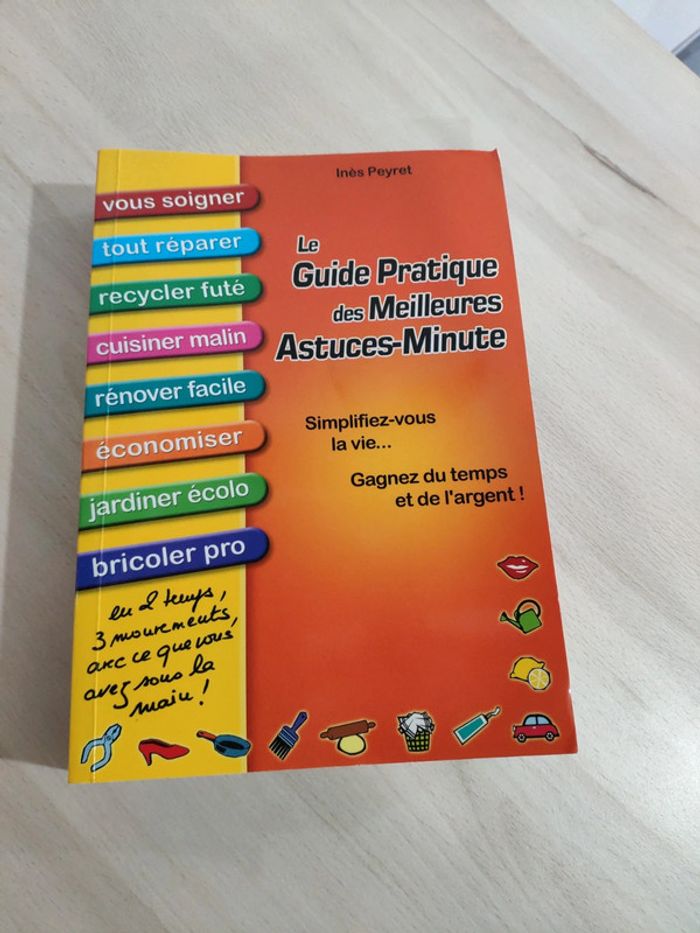 Inès Peyret
Le
Guide Pratique
des Meilleures
Astuces-Minute
Simplifiez-vous
la vie...
Gagnez du temps
et de l'argent !
vous soigner
tout réparer
recycler futé
cuisiner malin
rénover facile
économiser
jardiner écolo
bricoler pro
en 2 temps,
3 mouvements,
avec ce que vous
avez sous la
main !